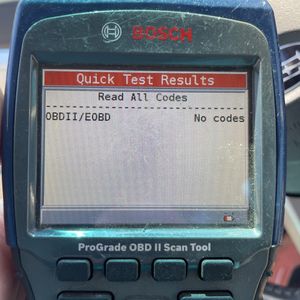 BOSCH
Quick Test Results
Read All Codes
OBDII/EOBD No codes
ProGrade OBD II Scan Tool